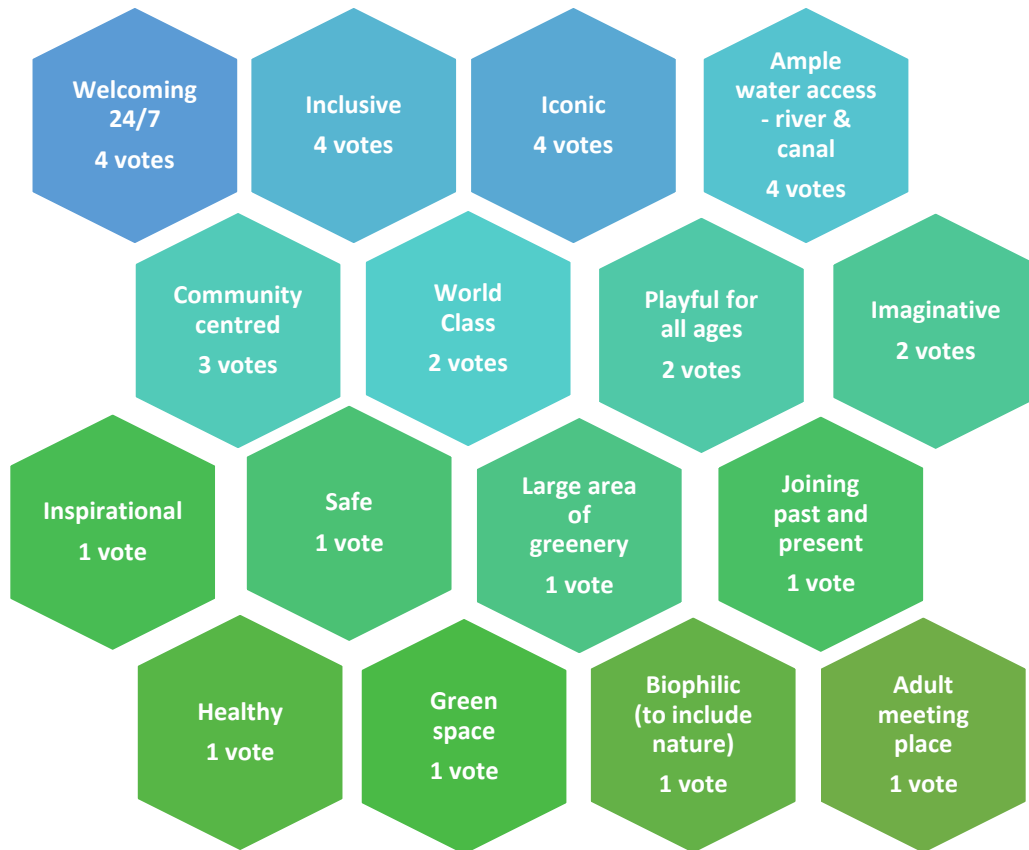 Welcoming
24/7
4 votes
Inclusive
4 votes
Iconic
4 votes
Ample
water access
- river &
canal
4 votes
Community
centred
3 votes
World
Class
2 votes
Playful for
all ages
2 votes
Imaginative
2 votes
Inspirational
1 vote
Safe
1 vote
Large area
of
greenery
1 vote
Joining
past and
present
1 vote
Healthy
1 vote
Green
space
1 vote
Biophilic
(to include
nature)
1 vote
Adult
meeting
place
1 vote